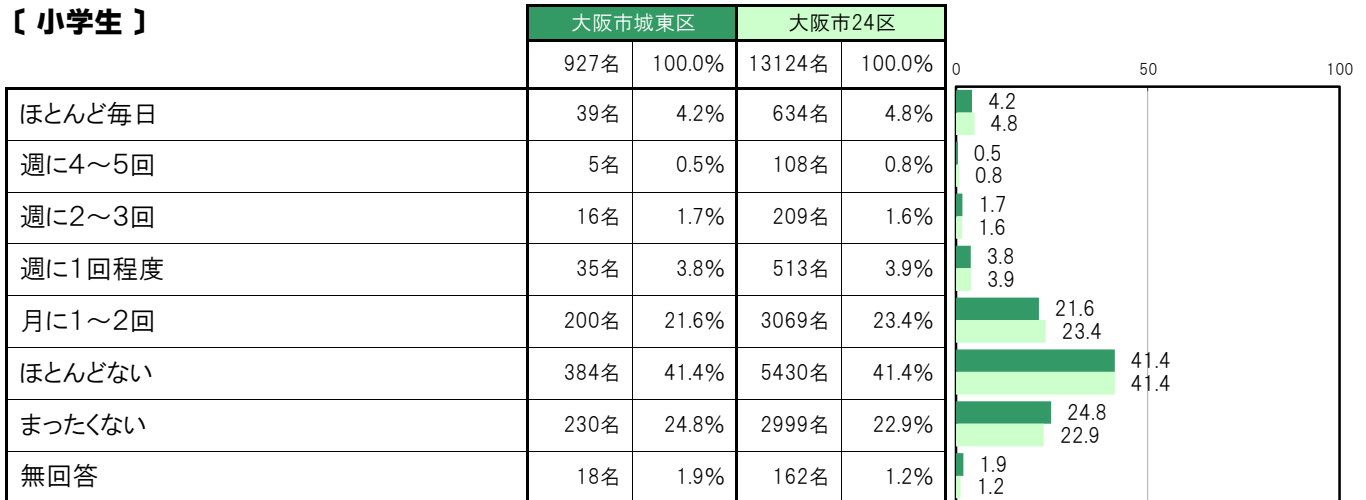 〔 小学生 〕
大阪市城東区 大阪市24区
927名 100.0% 13124名 100.0%
0 50 100
ほとんど毎日 39名 4.2% 634名 4.8% 4.2
4.8
週に4～5回 5名 0.5% 108名 0.8% 0.5
0.8
週に2～3回 16名 1.7% 209名 1.6% 1.7
1.6
週に1回程度 35名 3.8% 513名 3.9% 3.8
3.9
月に1～2回 200名 21.6% 3069名 23.4% 21.6
23.4
ほとんどない 384名 41.4% 5430名 41.4% 41.4
41.4
まったくない 230名 24.8% 2999名 22.9% 24.8
22.9
無回答 18名 1.9% 162名 1.2% 1.9
1.2